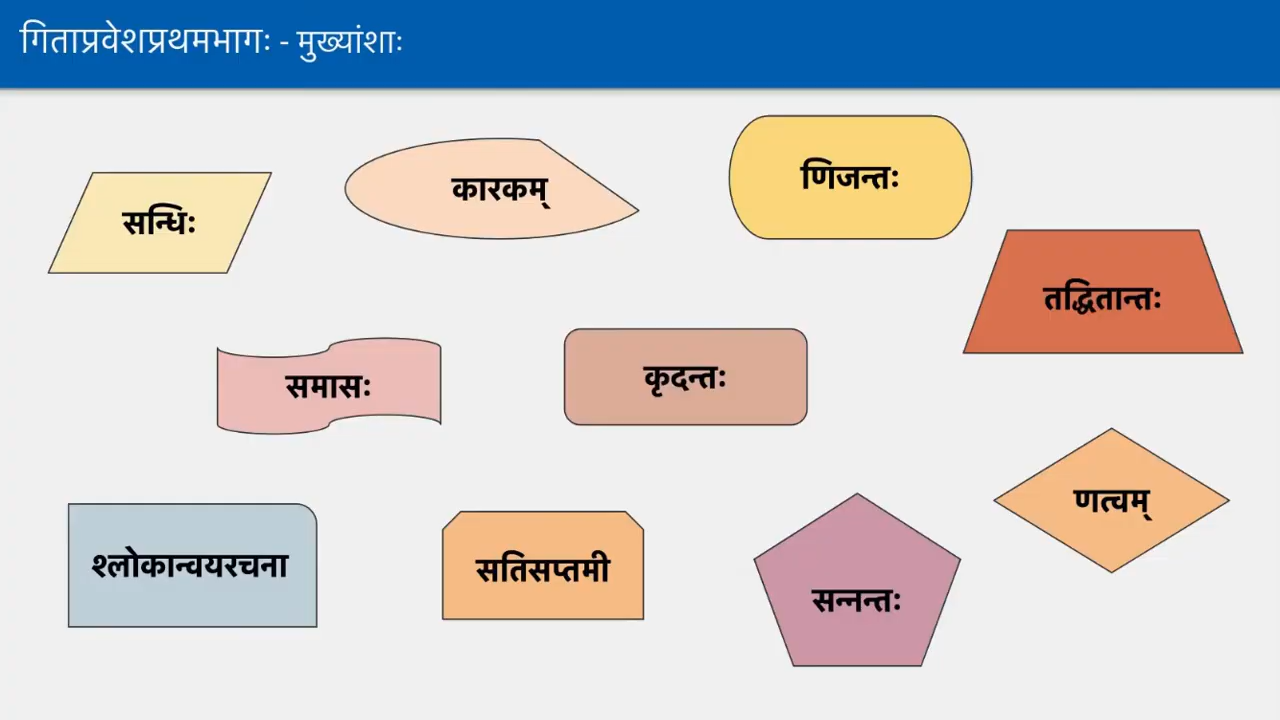 गिताप्रवेशप्रथमभागः - मुख्यांशाः
सन्धिः
कारकम्
णिजन्तः
तद्धितान्तः
समासः
कृदन्तः
णत्वम्
श्लोकान्वयरचना
सतिसप्तमी
सन्नन्तः